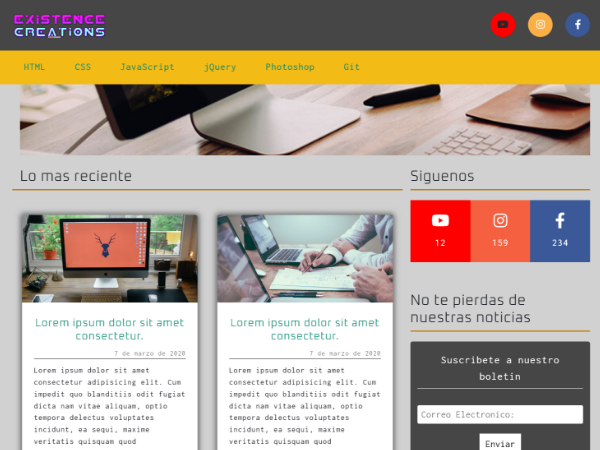 EXISTENCE
CREATIONS
HTML CSS JavaScript jQuery Photoshop Git
Lo mas reciente
Siguenos
12 159 234
Lorem ipsum dolor sit amet
consectetur.
7 de marzo de 2020
Lorem ipsum dolor sit amet
consectetur adipisicing elit. Cum
impedit quo blanditiis odit fugiat
dicta nam vitae aliquam, optio
tempora delectus voluptates
incidunt, ea sequi, maxime
veritatis quisquam quod
Lorem ipsum dolor sit amet
consectetur.
7 de marzo de 2020
Lorem ipsum dolor sit amet
consectetur adipisicing elit. Cum
impedit quo blanditiis odit fugiat
dicta nam vitae aliquam, optio
tempora delectus voluptates
incidunt, ea sequi, maxime
veritatis quisquam quod
No te pierdas de
nuestras noticias
Suscribete a nuestro
boletin
Correo Electronico:
Enviar